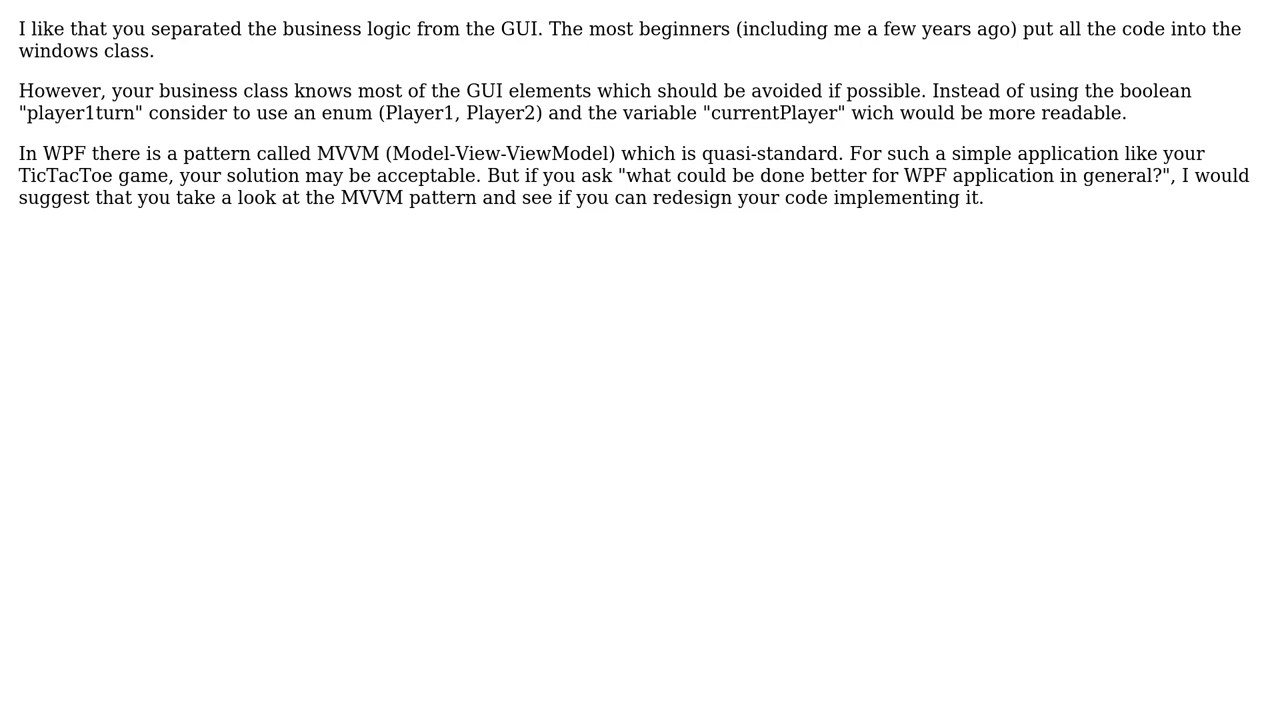 I like that you separated the business logic from the GUI. The most beginners (including me a few years ago) put all the code into the
windows class.
However, your business class knows most of the GUI elements which should be avoided if possible. Instead of using the boolean
"player1turn" consider to use an enum (Player1, Player2) and the variable "currentPlayer" wich would be more readable.
In WPF there is a pattern called MVVM (Model-View-ViewModel) which is quasi-standard. For such a simple application like your
TicTacToe game, your solution may be acceptable. But if you ask "what could be done better for WPF application in general?", I would
suggest that you take a look at the MVVM pattern and see if you can redesign your code implementing it.